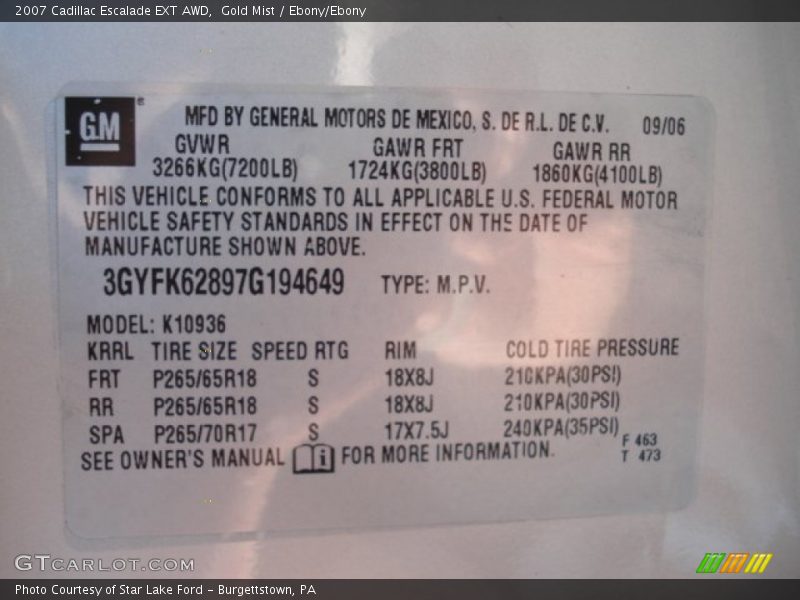 2007 Cadillac Escalade EXT AWD,  Gold Mist / Ebony/Ebony
GM ®
MFD BY GENERAL MOTORS DE MEXICO, S. DE R.L. DE C.V. 09/06
GVWR GAWR FRT GAWR RR
3266KG(7200LB) 1724KG(3800LB) 1860KG(4100LB)
THIS VEHICLE CONFORMS TO ALL APPLICABLE U.S. FEDERAL MOTOR
VEHICLE SAFETY STANDARDS IN EFFECT ON THE DATE OF
MANUFACTURE SHOWN ABOVE.
3GYFK62897G194649 TYPE: M.P.V.
MODEL: K10936
KRRL TIRE SIZE SPEED RTG RIM COLD TIRE PRESSURE
FRT P265/65R18 S 18X8J 210KPA(30PSI)
RR P265/65R18 S 18X8J 210KPA(30PSI)
SPA P265/70R17 S 17X7.5J 240KPA(35PSI)
SEE OWNER'S MANUAL i FOR MORE INFORMATION.
F 463
T 473
GTCARLOT.COM
Photo Courtesy of Star Lake Ford - Burgettstown, PA